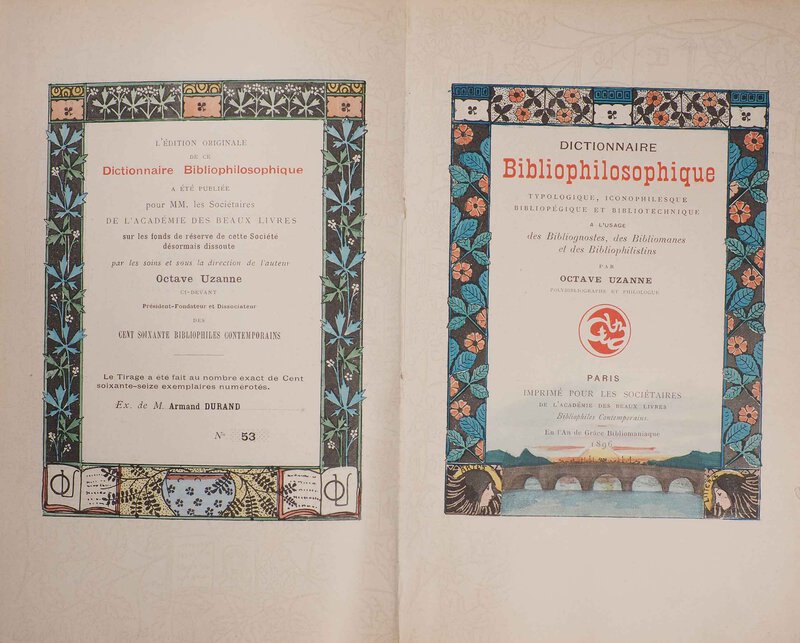 L'ÉDITION ORIGINALE
DE CE
Dictionnaire Bibliophilosophique
A ÉTÉ PUBLIÉE
pour MM. les Sociétaires
DE L'ACADÉMIE DES BEAUX LIVRES
sur les fonds de réserve de cette Société
désormais dissoute
par les soins et sous la direction de l'auteur
Octave Uzanne
CI-DEVANT
Président-Fondateur et Dissociateur
DES
CENT SOIXANTE BIBLIOPHILES CONTEMPORAINS
Le Tirage a été fait au nombre exact de Cent
soixante-seize exemplaires numérotés.
Ex. de M. Armand DURAND
N° 53
DICTIONNAIRE
Bibliophilosophique
TYPOLOGIQUE, ICONOPHILESQUE
BIBLIOPÉGIQUE ET BIBLIOTECHNIQUE
A L'USAGE
des Bibliognostes, des Bibliomanes
et des Bibliophilistins
PAR
OCTAVE UZANNE
POLYBIBLIOGRAPHE ET PHILOLOGUE
PARIS
IMPRIMÉ POUR LES SOCIÉTAIRES
DE L'ACADÉMIE DES BEAUX LIVRES
Bibliophiles Contemporains
En l'An de Grâce Bibliomaniaque
1896